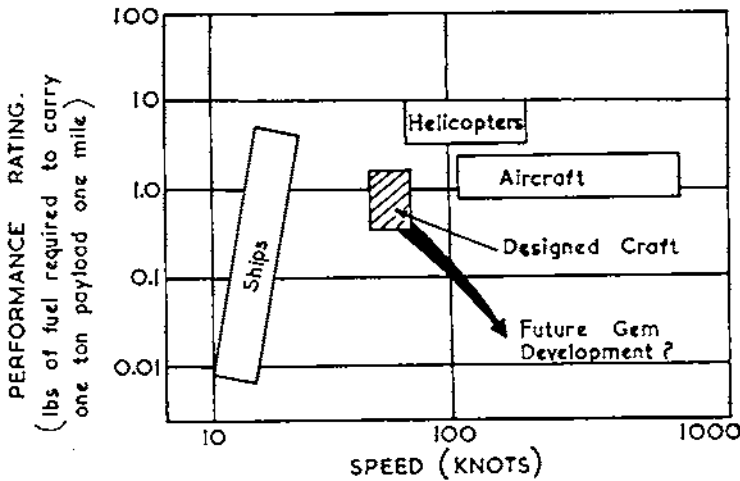 100
10
1.0
0.1
0.01
PERFORMANCE RATING.
(lbs of fuel required to carry
one ton payload one mile)
Helicopters
Aircraft
Ships
Designed Craft
Future Gem
Development?
10
100
1000
SPEED (KNOTS)